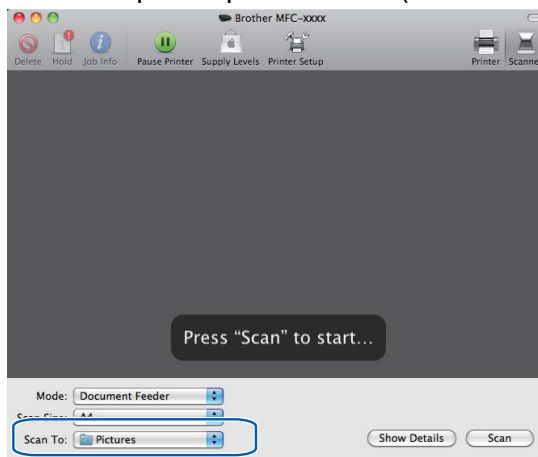 Brother MFC-xxxx
Delete Hold Job Info Pause Printer Supply Levels Printer Setup Printer Scanne
Press “Scan” to start...
Mode: Document Feeder
Scan Size: A4
Scan To: Pictures
Show Details Scan